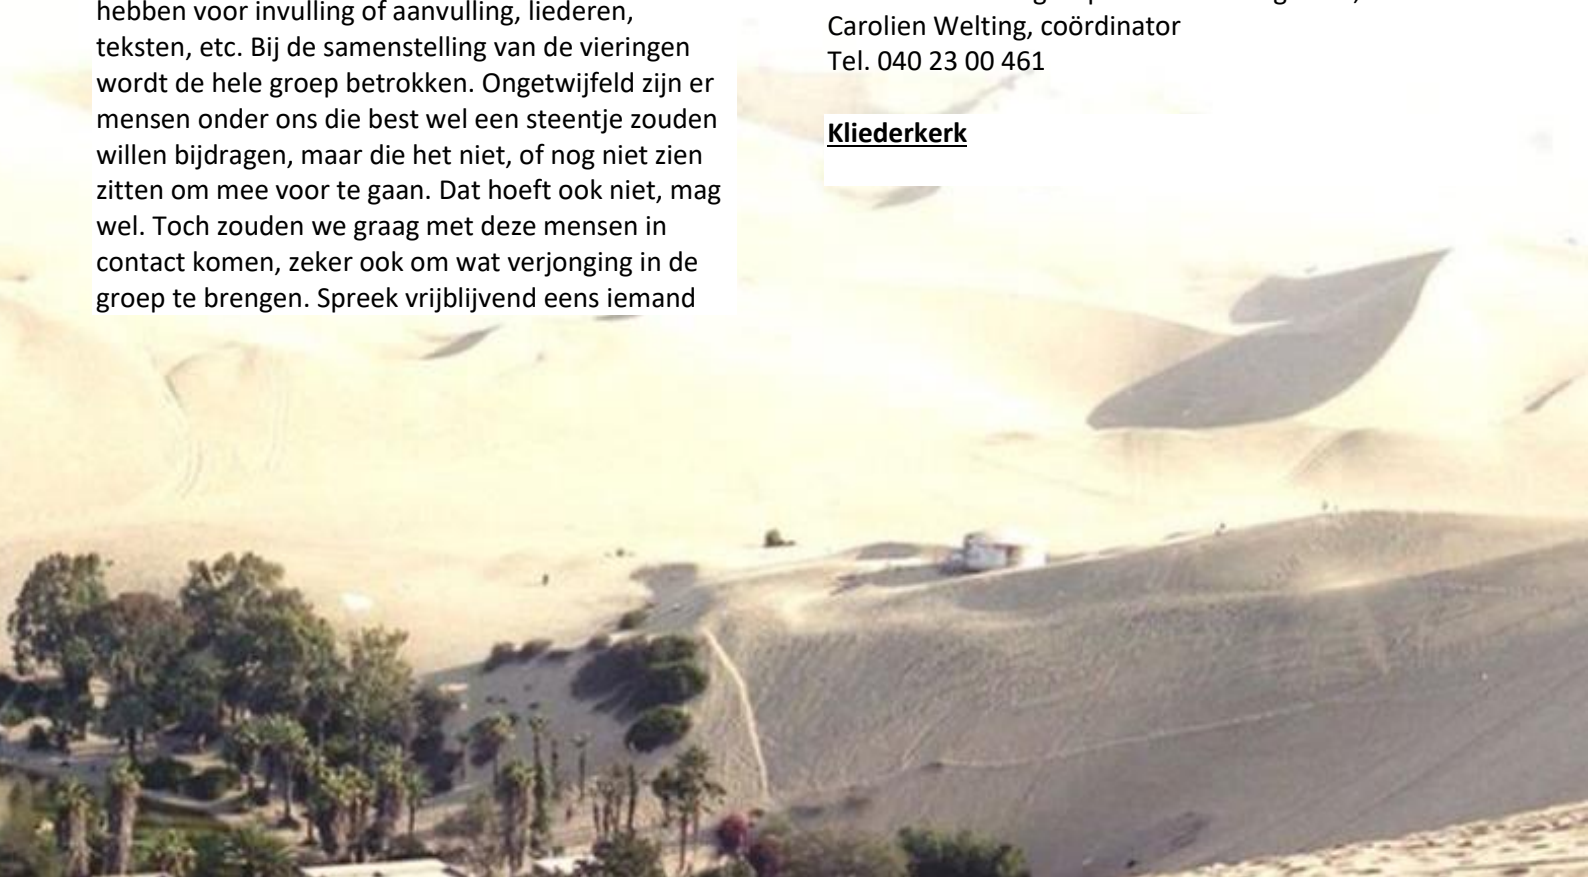 hebben voor invulling of aanvulling, liederen,
teksten, etc. Bij de samenstelling van de vieringen
wordt de hele groep betrokken. Ongetwijfeld zijn er
mensen onder ons die best wel een steentje zouden
willen bijdragen, maar die het niet, of nog niet zien
zitten om mee voor te gaan. Dat hoeft ook niet, mag
wel. Toch zouden we graag met deze mensen in
contact komen, zeker ook om wat verjonging in de
groep te brengen. Spreek vrijblijvend eens iemand
Carolien Welting, coördinator
Tel. 040 23 00 461
Kliederkerk